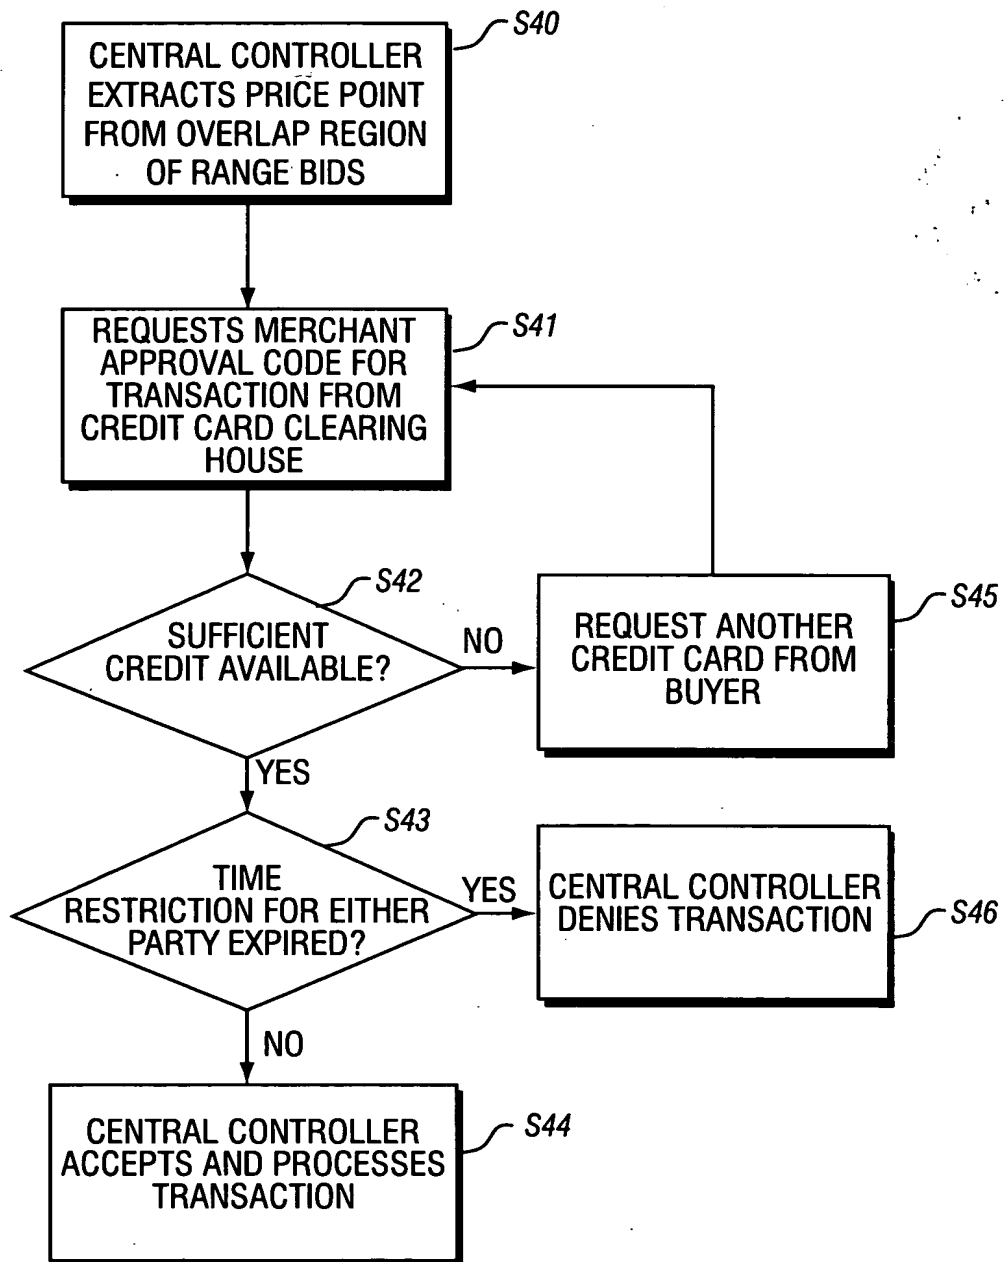 S40
CENTRAL CONTROLLER
EXTRACTS PRICE POINT
FROM OVERLAP REGION
OF RANGE BIDS
S41
REQUESTS MERCHANT
APPROVAL CODE FOR
TRANSACTION FROM
CREDIT CARD CLEARING
HOUSE
S42
SUFFICIENT
CREDIT AVAILABLE?
NO
S45
REQUEST ANOTHER
CREDIT CARD FROM
BUYER
YES
S43
TIME
RESTRICTION FOR EITHER
PARTY EXPIRED?
YES
CENTRAL CONTROLLER
DENIES TRANSACTION
S46
NO
S44
CENTRAL CONTROLLER
ACCEPTS AND PROCESSES
TRANSACTION